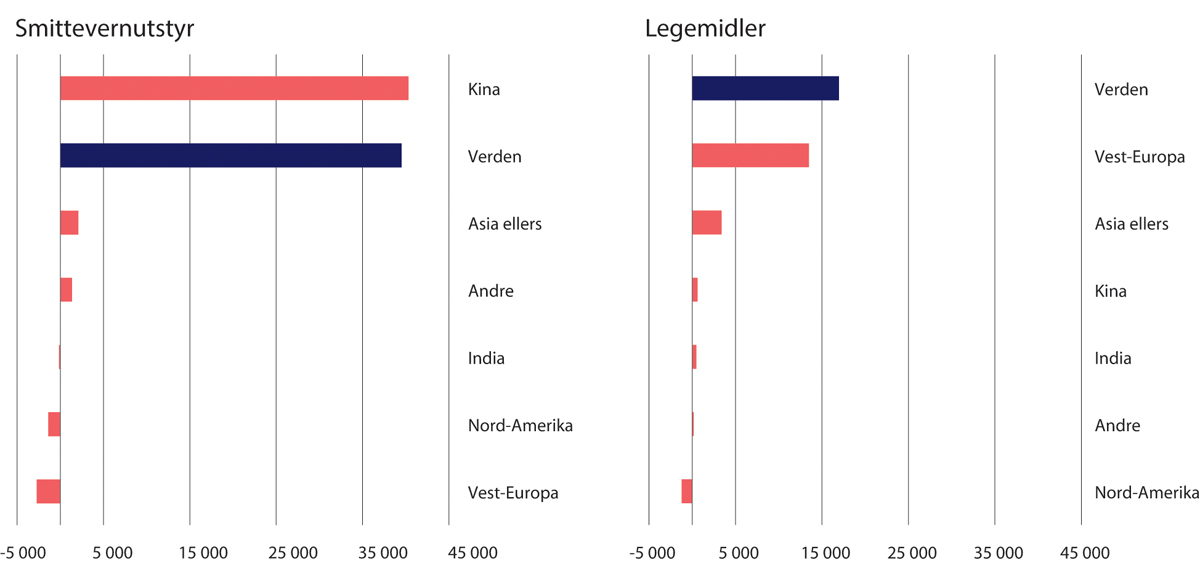 Smittevernutstyr
Kina
Verden
Asia ellers
Andre
India
Nord-Amerika
Vest-Europa
-5 000 5 000 15 000 25 000 35 000 45 000
Legemidler
Verden
Vest-Europa
Asia ellers
Kina
India
Andre
Nord-Amerika
-5 000 5 000 15 000 25 000 35 000 45 000